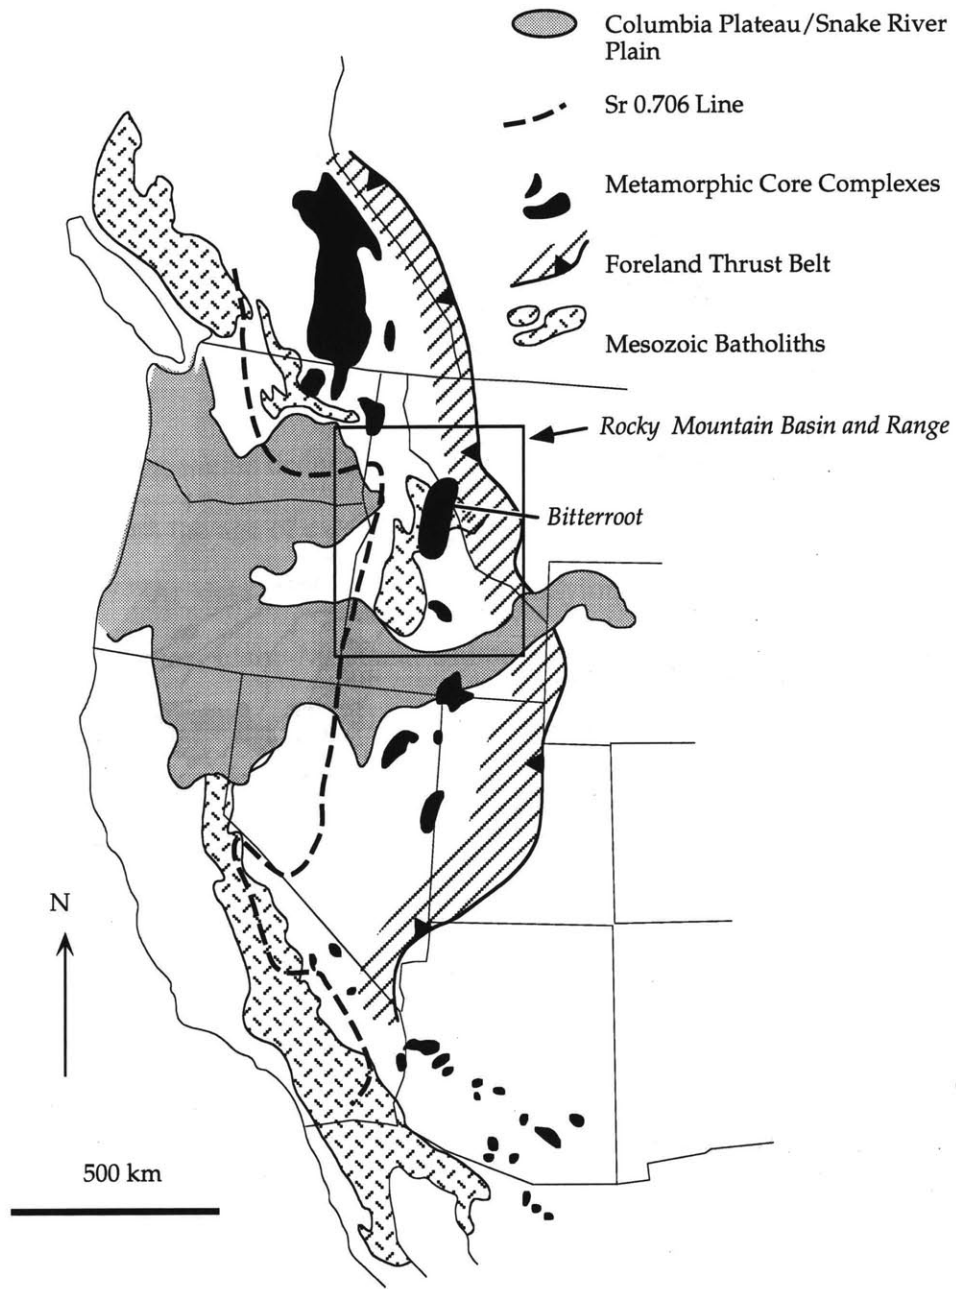 Columbia Plateau/Snake River
Plain
Sr 0.706 Line
Metamorphic Core Complexes
Foreland Thrust Belt
Mesozoic Batholiths
Rocky Mountain Basin and Range
Bitterroot
N
500 km